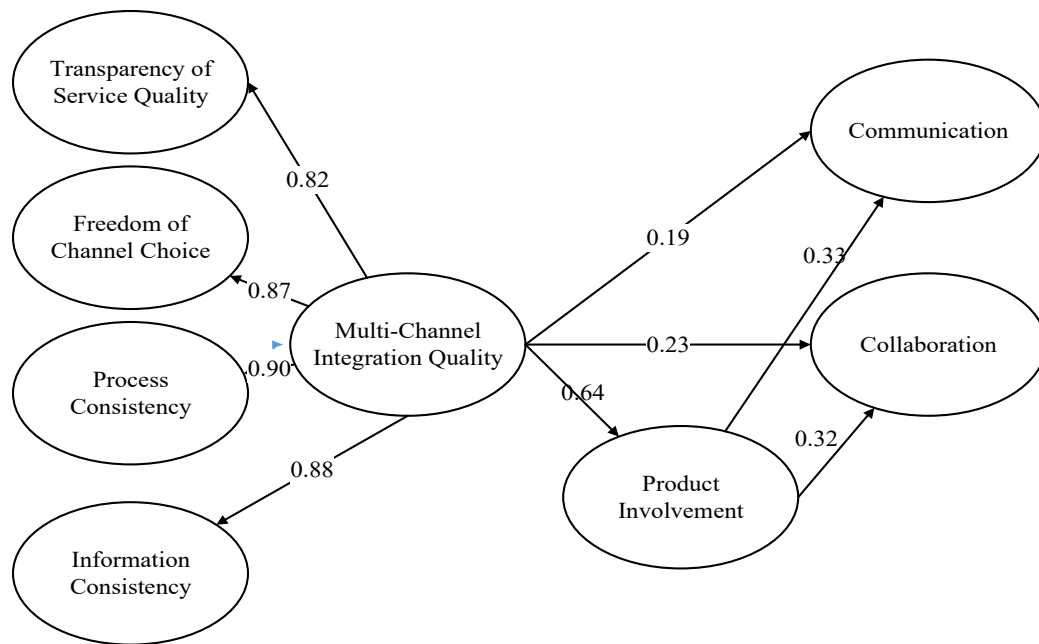 Transparency of
Service Quality
Communication
0.82
Freedom of
Channel Choice
0.19
0.33
0.87
Multi-Channel
Integration Quality
0.23
Collaboration
0.90
Process
Consistency
0.64
0.32
0.88
Product
Involvement
Information
Consistency